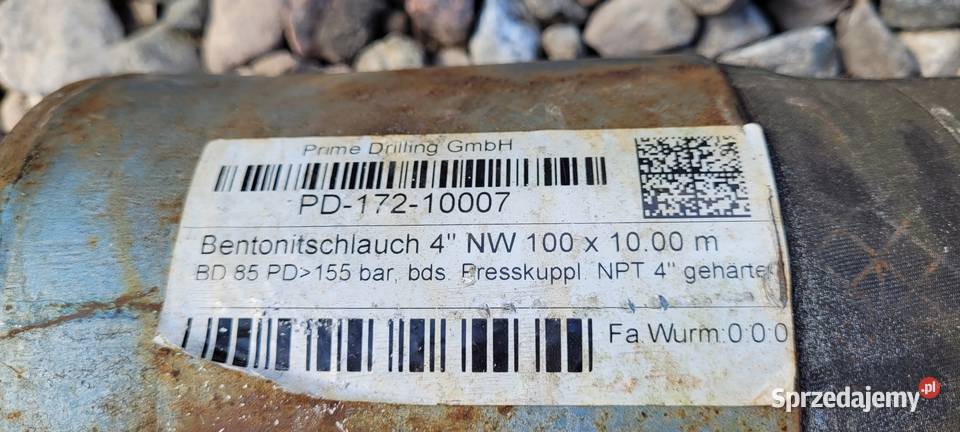 Prime Drilling GmbH
PD-172-10007
Bentonitschlauch 4" NW 100 x 10.00 m
BD 85 PD>155 bar, bds. Presskuppl. NPT 4" gehärtet
Fa.Wurm:0:0:0
Sprzedajemy.pl